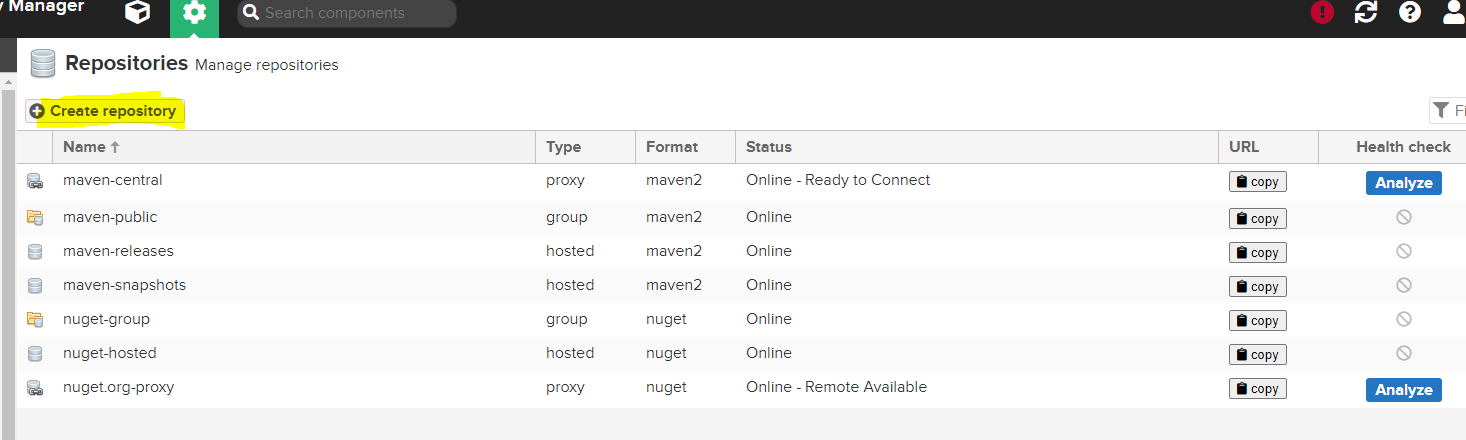 y Manager
Search components
Repositories Manage repositories
Create repository
Fi
Name Type Format Status URL Health check
maven-central proxy maven2 Online - Ready to Connect copy Analyze
maven-public group maven2 Online copy
maven-releases hosted maven2 Online copy
maven-snapshots hosted maven2 Online copy
nuget-group group nuget Online copy
nuget-hosted hosted nuget Online copy
nuget.org-proxy proxy nuget Online - Remote Available copy Analyze